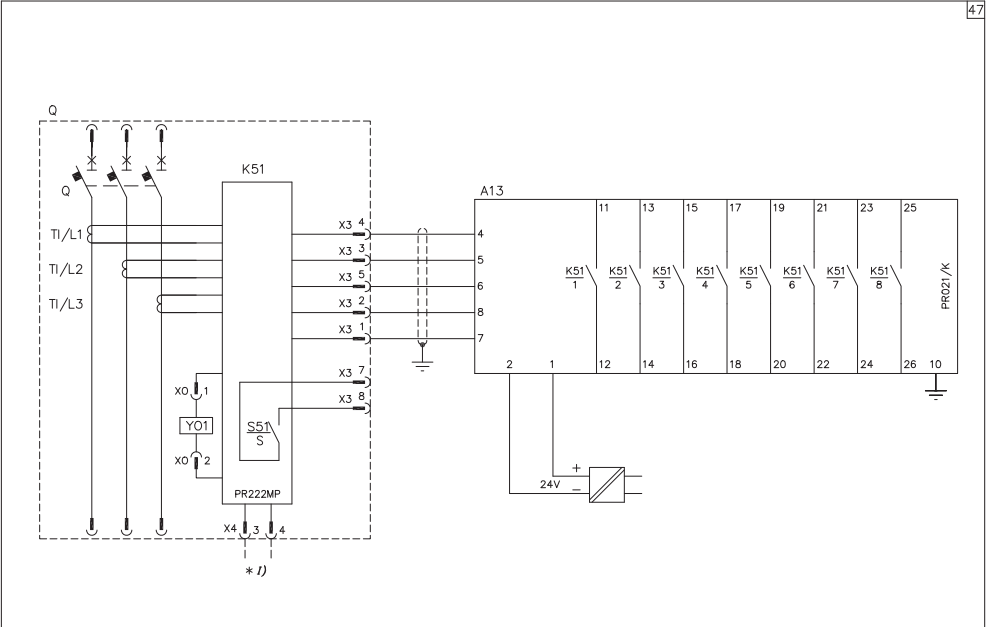 47
Q
Q
K51
TI/L1
TI/L2
TI/L3
X3 4
X3 3
X3 5
X3 2
X3 1
X3 7
X3 8
X0 1
YO1
X0 2
S51
S
PR222MP
X4 3 4
* 1)
A13
4
5
6
8
7
11 13 15 17 19 21 23 25
K51 K51 K51 K51 K51 K51 K51 K51
1 2 3 4 5 6 7 8
PR021/K
2 1 12 14 16 18 20 22 24 26 10
+
24V
–